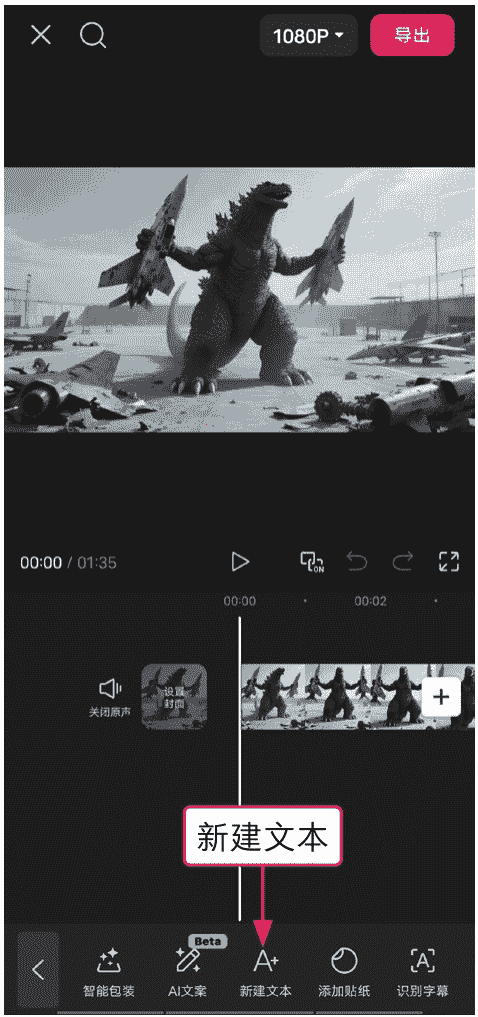 1080P
导出
00:00 / 01:35
ON
00:00
00:02
关闭原声
设置
封面
新建文本
Beta
智能包装
AI文案
新建文本
添加贴纸
识别字幕